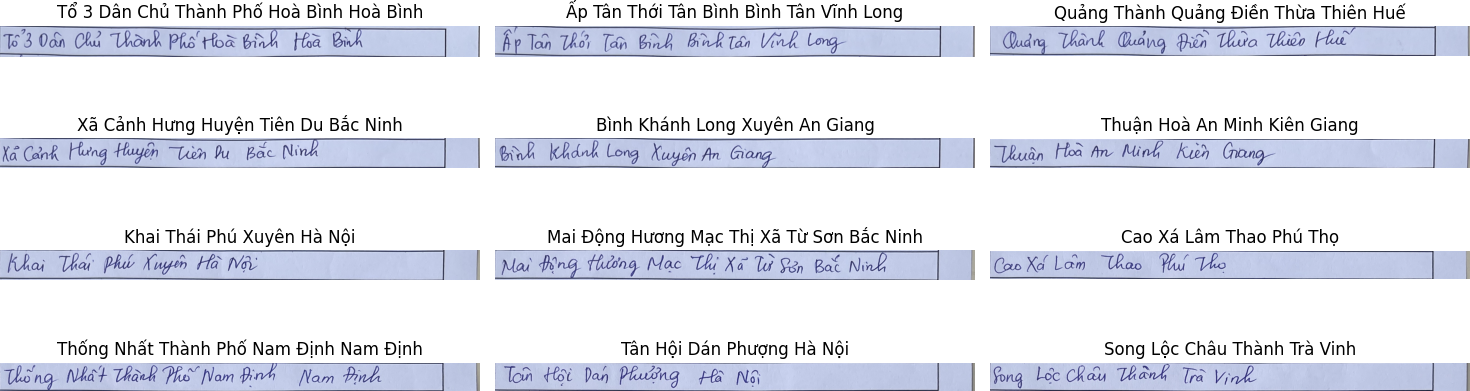 Tổ 3 Dân Chủ Thành Phố Hoà Bình Hoà Bình
Tổ 3 Dân Chủ Thành Phố Hoà Bình Hoà Bình
Ấp Tân Thới Tân Bình Bình Tân Vĩnh Long
Ấp Tân Thới Tân Bình Bình Tân Vĩnh Long
Quảng Thành Quảng Điền Thừa Thiên Huế
Quảng Thành Quảng Điền Thừa Thiên Huế
Xã Cảnh Hưng Huyện Tiên Du Bắc Ninh
Xã Cảnh Hưng Huyện Tiên Du Bắc Ninh
Bình Khánh Long Xuyên An Giang
Bình Khánh Long Xuyên An Giang
Thuận Hoà An Minh Kiên Giang
Thuận Hoà An Minh Kiên Giang
Khai Thái Phú Xuyên Hà Nội
Khai Thái Phú Xuyên Hà Nội
Mai Động Hương Mạc Thị Xã Từ Sơn Bắc Ninh
Mai Động Hương Mạc Thị Xã Từ Sơn Bắc Ninh
Cao Xá Lâm Thao Phú Thọ
Cao Xá Lâm Thao Phú Thọ
Thống Nhất Thành Phố Nam Định Nam Định
Thống Nhất Thành Phố Nam Định Nam Định
Tân Hội Dán Phượng Hà Nội
Tân Hội Dán Phượng Hà Nội
Song Lộc Châu Thành Trà Vinh
Song Lộc Châu Thành Trà Vinh